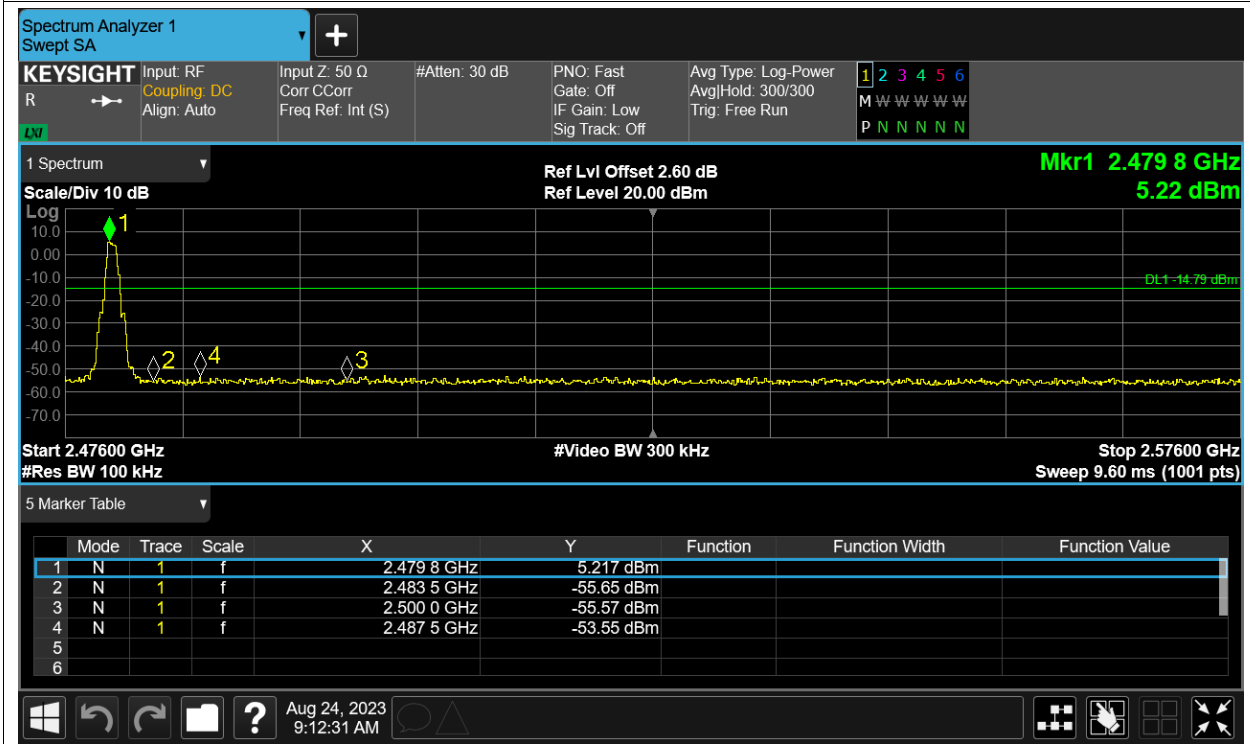 Spectrum Analyzer 1
Swept SA
KEYSIGHT Input: RF Input Z: 50 Ω #Atten: 30 dB PNO: Fast Avg Type: Log-Power 1 2 3 4 5 6
R Coupling: DC Corr CCorr Gate: Off Avg|Hold: 300/300 M W W W W W
Align: Auto Freq Ref: Int (S) IF Gain: Low Trig: Free Run
LXI Sig Track: Off P N N N N N
1 Spectrum Ref Lvl Offset 2.60 dB Mkr1 2.479 8 GHz
Scale/Div 10 dB Ref Level 20.00 dBm 5.22 dBm
Log
1
10.0
0.00
-10.0
DL1 -14.79 dBm
-20.0
-30.0
-40.0
2 4 3
-50.0
-60.0
-70.0
Start 2.47600 GHz #Video BW 300 kHz Stop 2.57600 GHz
#Res BW 100 kHz Sweep 9.60 ms (1001 pts)
5 Marker Table
Mode Trace Scale X Y Function Function Width Function Value
1 N 1 f 2.479 8 GHz 5.217 dBm
2 N 1 f 2.483 5 GHz -55.65 dBm
3 N 1 f 2.500 0 GHz -55.57 dBm
4 N 1 f 2.487 5 GHz -53.55 dBm
5
6
? Aug 24, 2023
9:12:31 AM